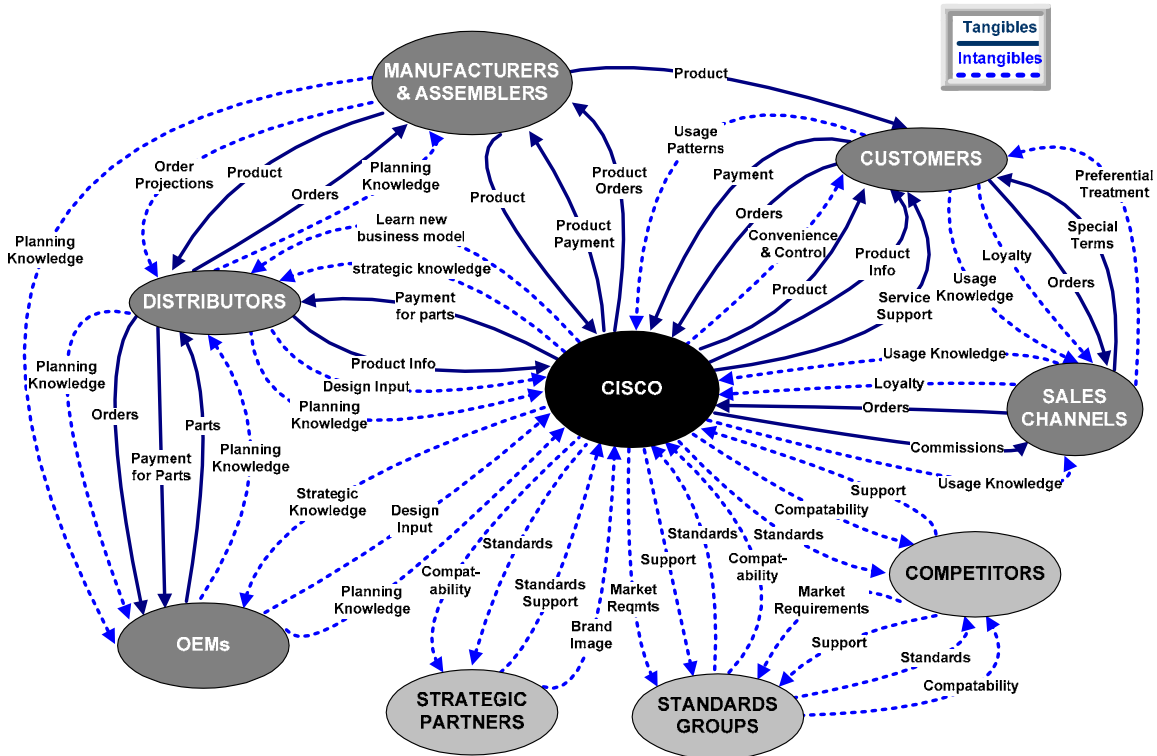 Tangibles
Intangibles
MANUFACTURERS
& ASSEMBLERS
Product
Usage
Patterns
CUSTOMERS
Preferential
Treatment
Order
Projections
Product
Orders
Planning
Knowledge
Product
Product
Orders
Product
Payment
Payment
Orders
Convenience
& Control
Product
Product
Info
Service
Support
Usage
Knowledge
Loyalty
Special
Terms
Orders
Planning
Knowledge
Learn new
business model
strategic knowledge
DISTRIBUTORS
Payment
for parts
Product Info
Design Input
Planning
Knowledge
CISCO
Usage Knowledge
Loyalty
Orders
Commissions
Usage Knowledge
SALES
CHANNELS
Planning
Knowledge
Orders
Payment
for Parts
Parts
Planning
Knowledge
Strategic
Knowledge
Design
Input
Planning
Knowledge
Compat-
ability
Standards
Standards
Support
Brand
Image
Market
Reqmts
Support
Standards
Compat-
ability
Standards
Compatability
Support
COMPETITORS
Market
Requirements
Support
Standards
Compatability
OEMs
STRATEGIC
PARTNERS
STANDARDS
GROUPS